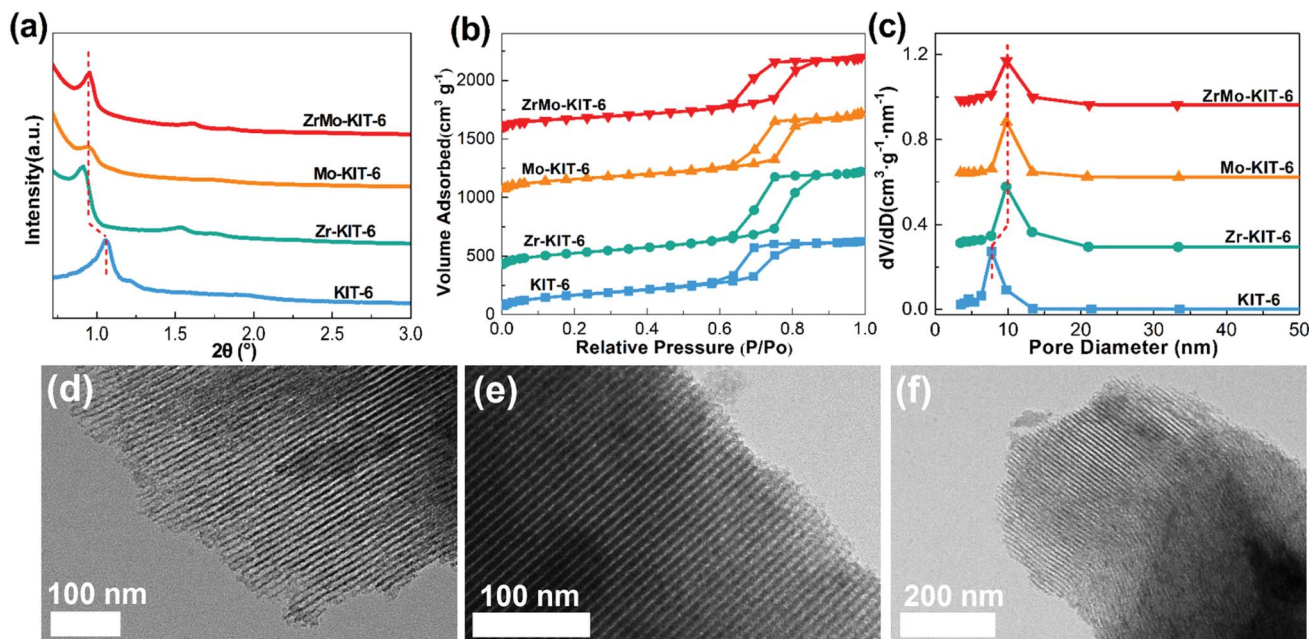 (a)
Intensity(a.u.)
ZrMo-KIT-6
Mo-KIT-6
Zr-KIT-6
KIT-6
1.0 1.5 2.0 2.5 3.0
2θ (°)
(b)
Volume Adsorbed(cm³ g⁻¹)
2000
1500
1000
500
0
ZrMo-KIT-6
Mo-KIT-6
Zr-KIT-6
KIT-6
0.0 0.2 0.4 0.6 0.8 1.0
Relative Pressure (P/Po)
(c)
dV/dD(cm³·g⁻¹·nm⁻¹)
1.2
0.8
0.4
0.0
ZrMo-KIT-6
Mo-KIT-6
Zr-KIT-6
KIT-6
0 10 20 30 40 50
Pore Diameter (nm)
(d)
100 nm
(e)
100 nm
(f)
200 nm